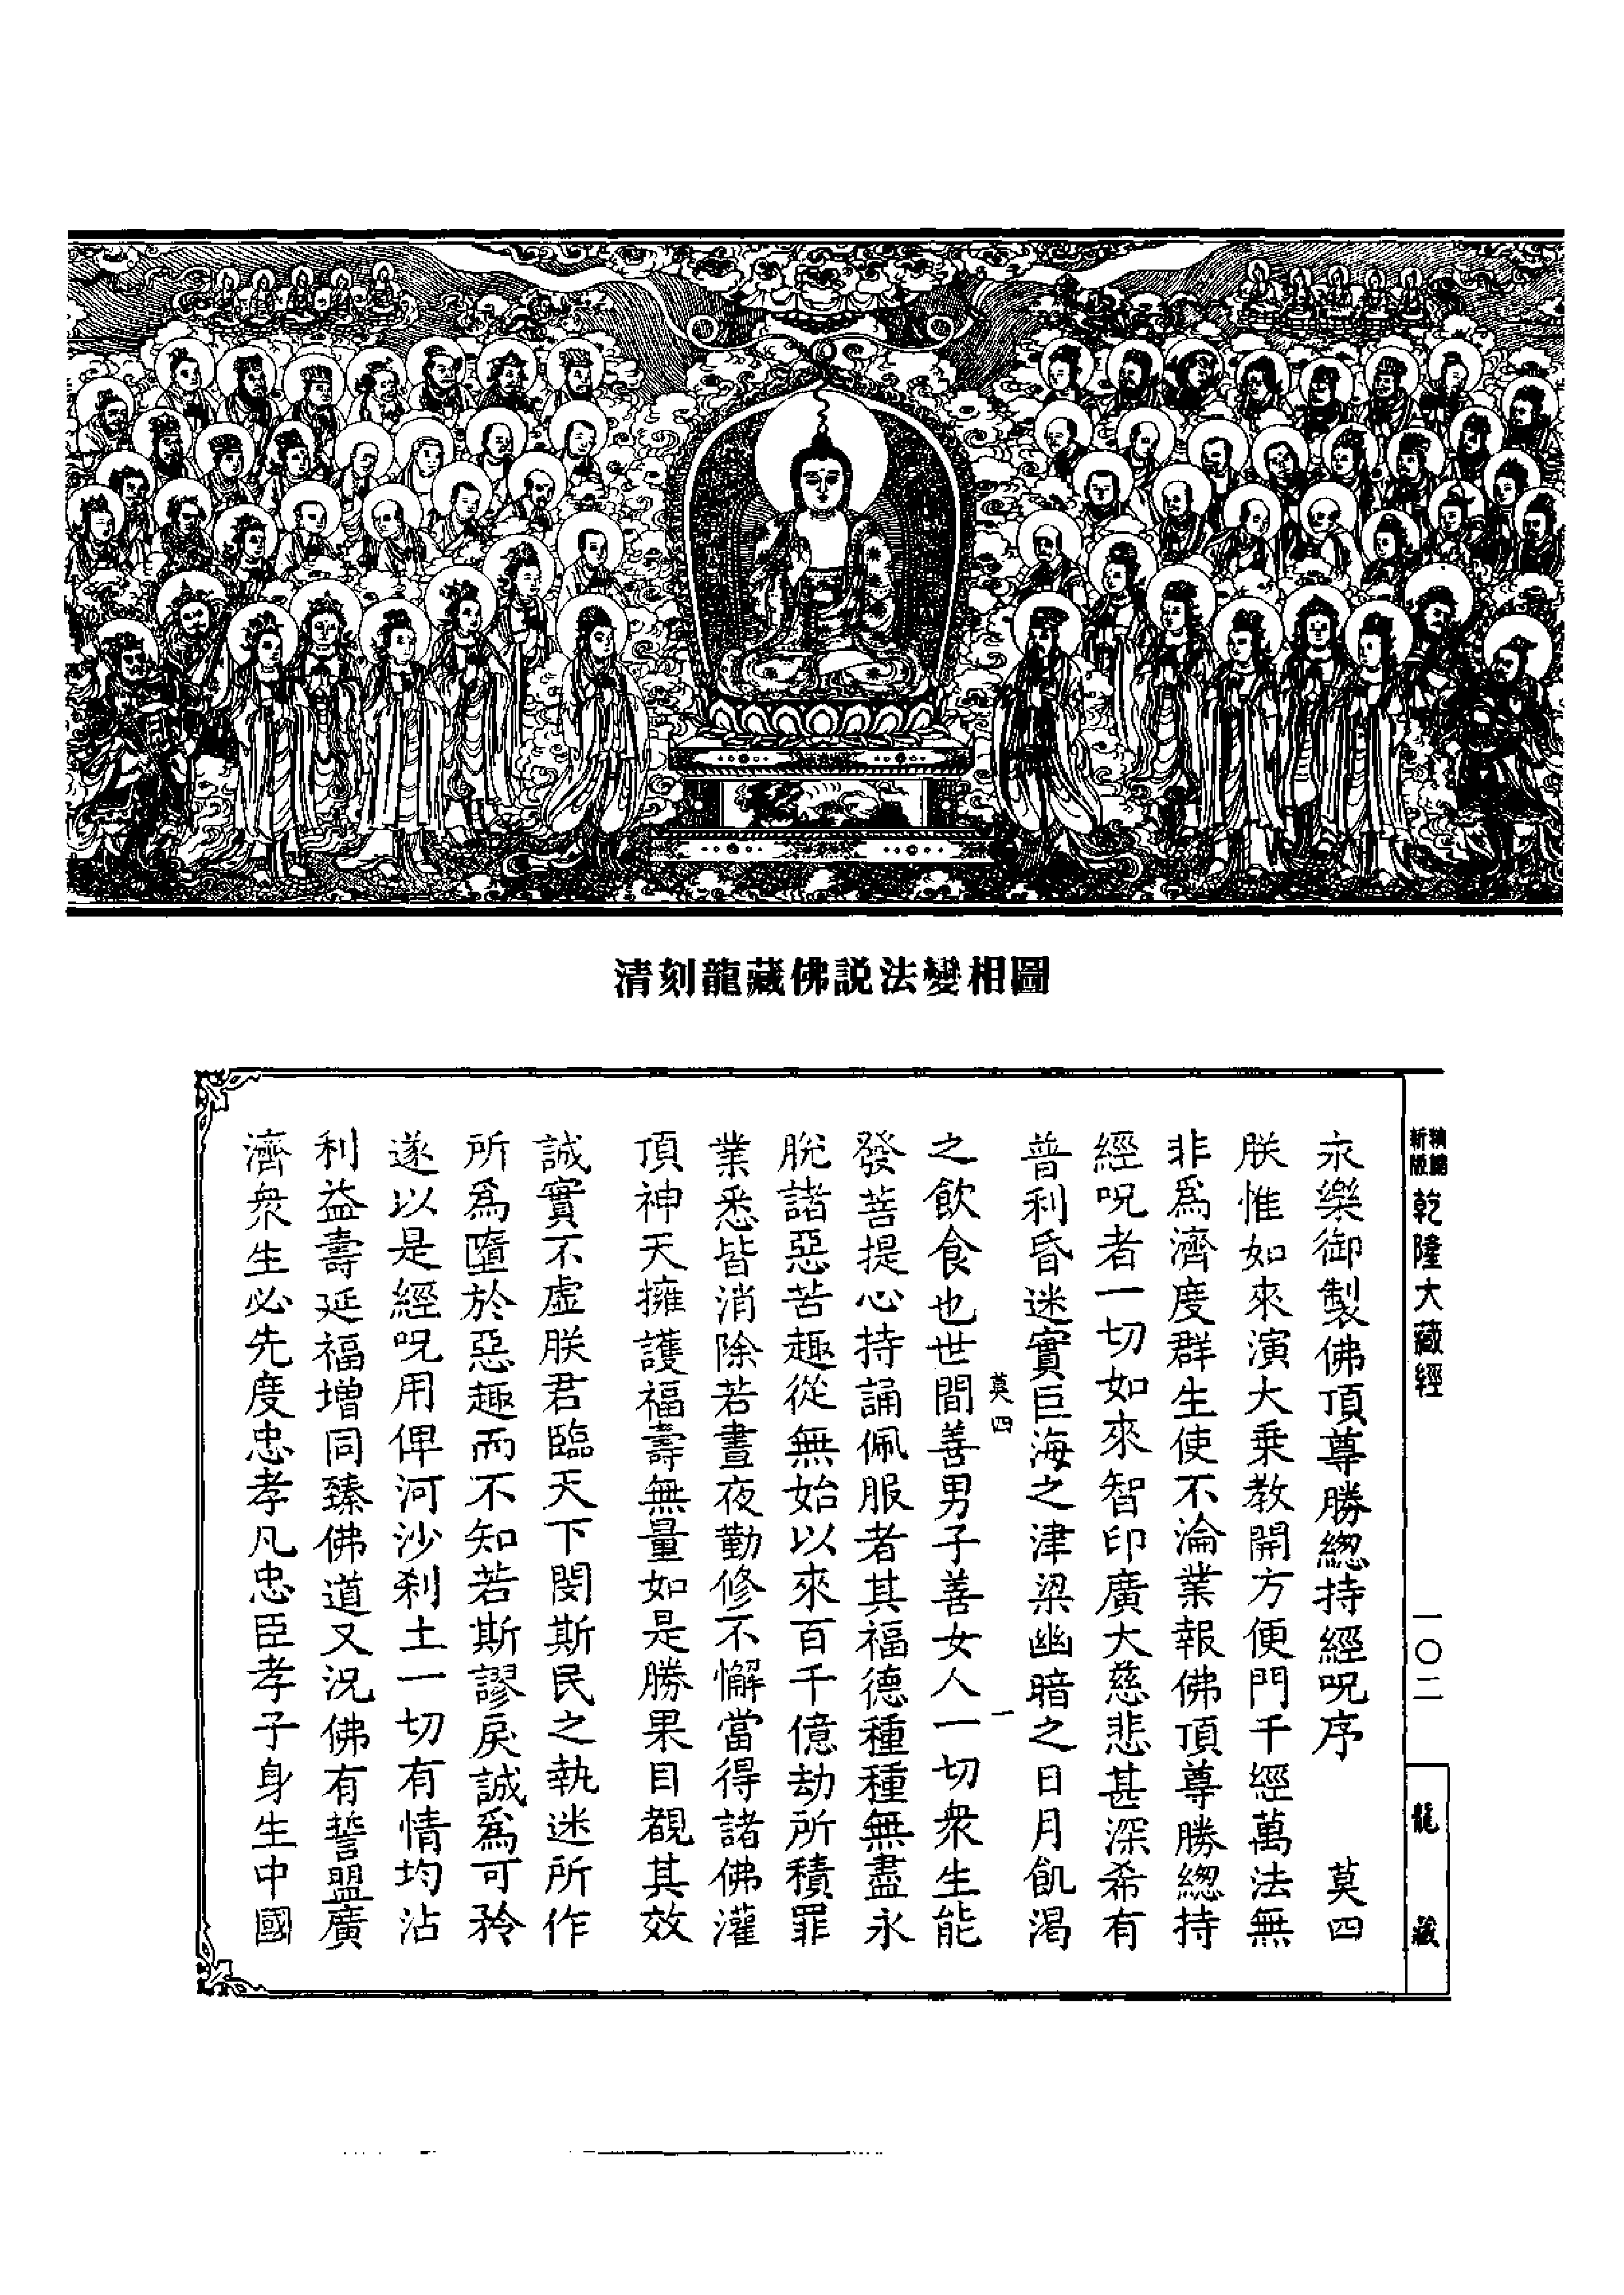 清刻龍藏佛説法變相圖
新版
精縮
乾隆大藏經
一〇二
龍藏
永樂御製佛頂尊勝總持經呪序 莫四
朕惟如來演大乗教開方便門千經萬法無
非爲濟度群生使不淪業報佛頂尊勝總持
經呪者一切如來智印廣大慈悲甚深希有
普利昏迷實巨海之津梁幽暗之日月飢渇
莫四 一
之飲食也世間善男子善女人一切衆生能
發菩提心持誦佩服者其福德種種無盡永
脫諸惡苦趣從無始以來百千億劫所積罪
業悉皆消除若晝夜勤修不懈當得諸佛灌
頂神天擁護福壽無量如是勝果目覩其效
誠實不虛朕君臨天下閔斯民之執迷所作
所爲墮於惡趣而不知若斯謬戾誠爲可矜
遂以是經呪用俾河沙刹土一切有情均沾
利益壽延福增同臻佛道又況佛有誓盟廣
濟衆生必先度忠孝凡忠臣孝子身生中國